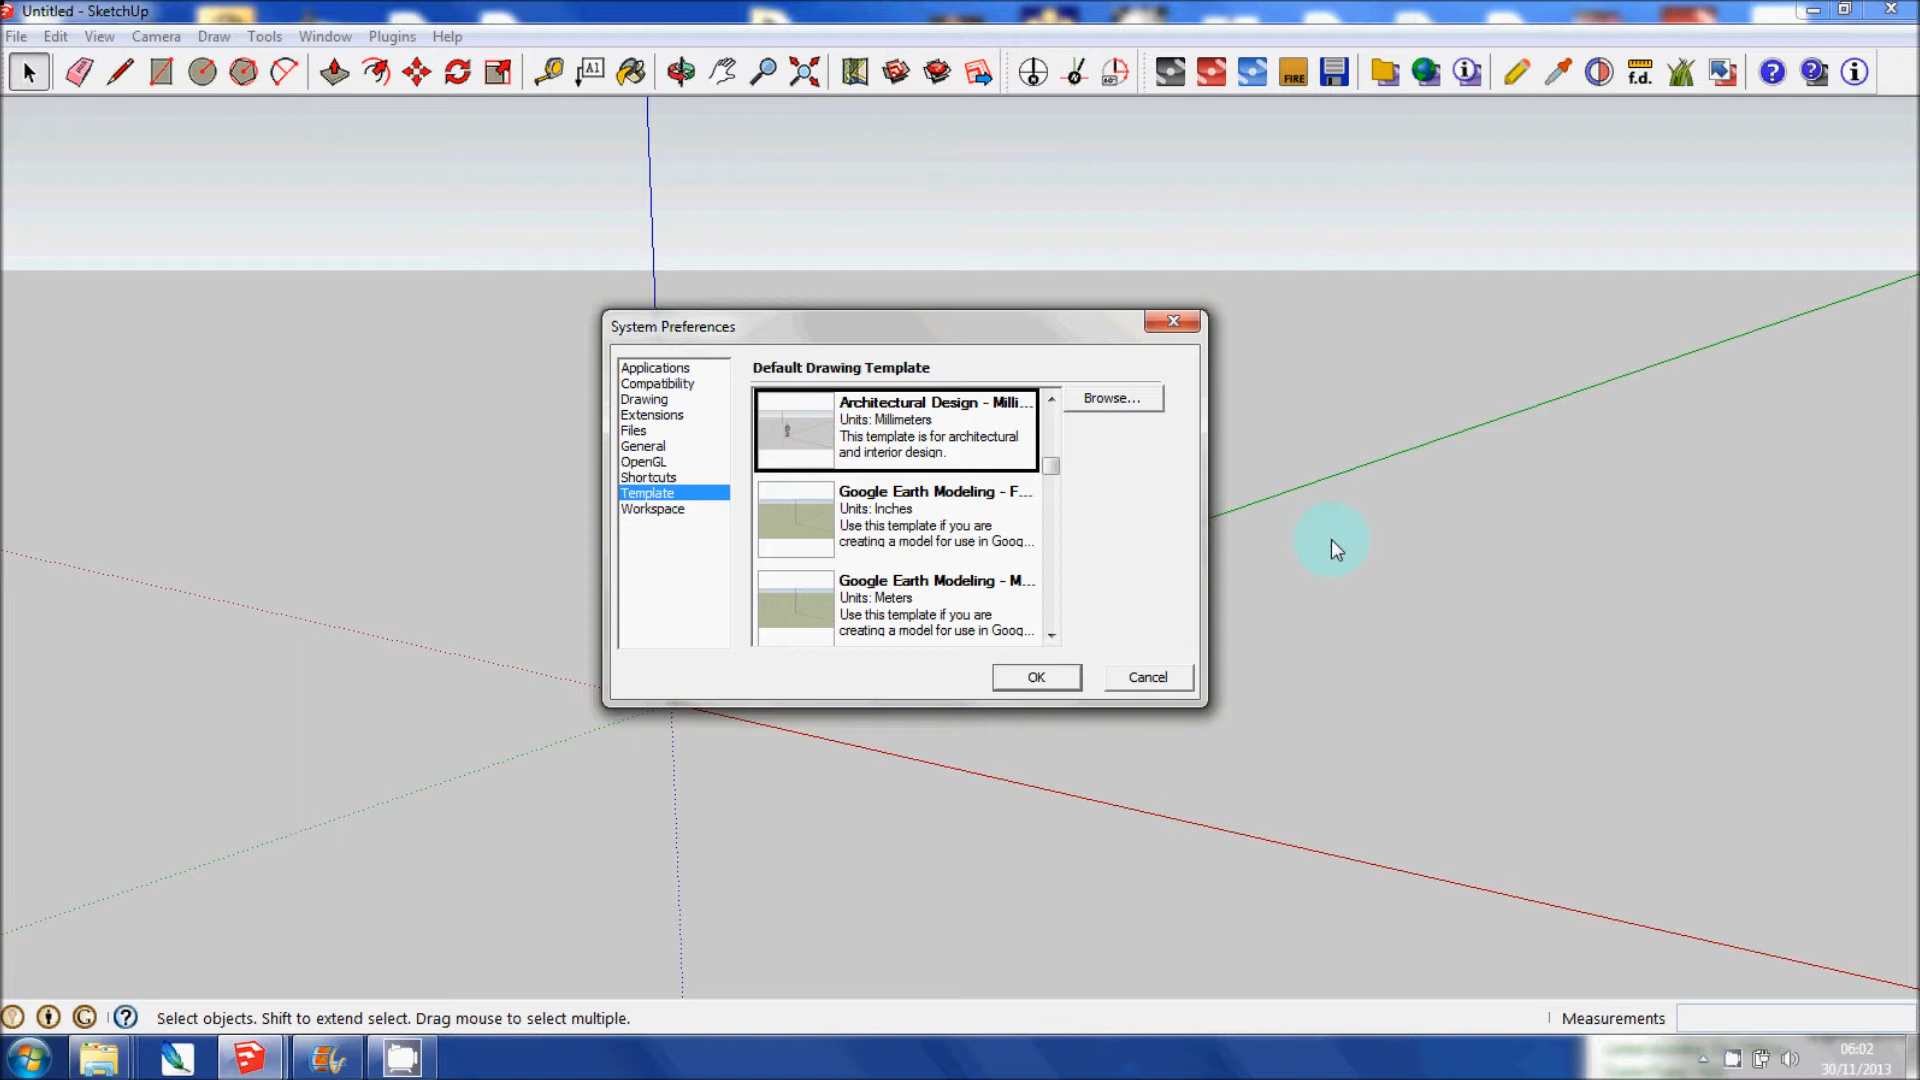 Untitled - SketchUp
File Edit View Camera Draw Tools Window Plugins Help
A1
FIRE
f.d.
System Preferences
Applications
Compatibility
Drawing
Extensions
Files
General
OpenGL
Shortcuts
Template
Workspace
Default Drawing Template
Architectural Design - Milli...
Units: Millimeters
This template is for architectural
and interior design.
Browse...
Google Earth Modeling - F...
Units: Inches
Use this template if you are
creating a model for use in Goog...
Google Earth Modeling - M...
Units: Meters
Use this template if you are
creating a model for use in Goog...
OK Cancel
Select objects. Shift to extend select. Drag mouse to select multiple.
Measurements
06:02
30/11/2013